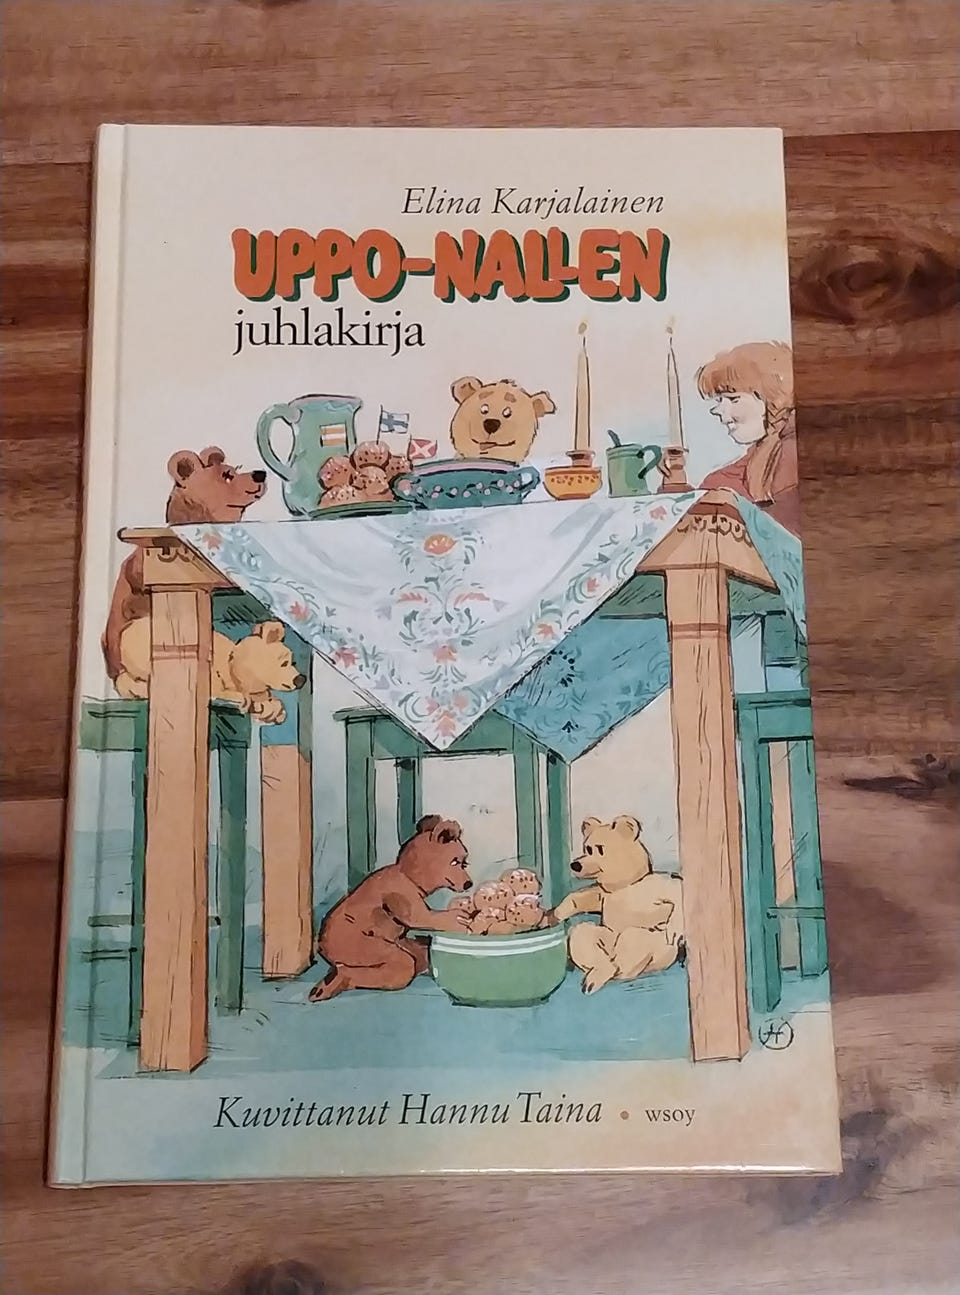 Elina Karjalainen
UPPO-NALLEN
juhlakirja
Kuvittanut Hannu Taina • wsoy